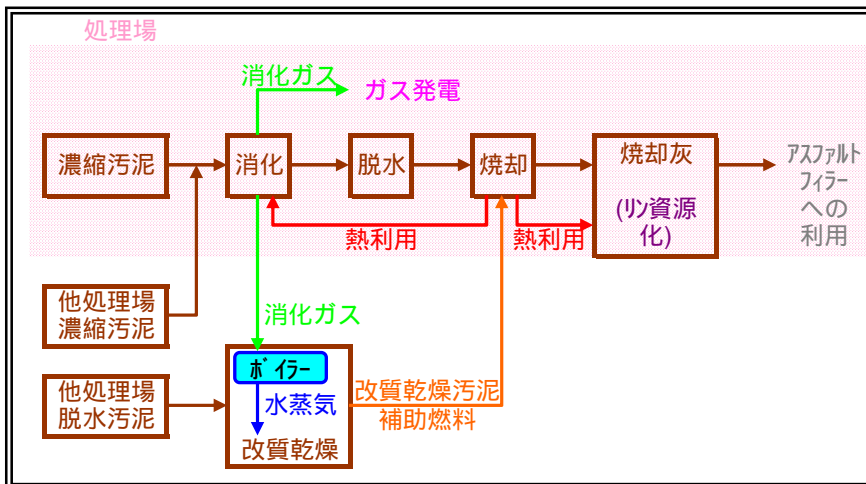 処理場
消化ガス
ガス発電
濃縮汚泥
消化
脱水
焼却
焼却灰
(リン資源
化)
アスファルト
フィラー
への
利用
熱利用
熱利用
他処理場
濃縮汚泥
消化ガス
他処理場
脱水汚泥
ボイラー
水蒸気
改質乾燥
改質乾燥汚泥
補助燃料